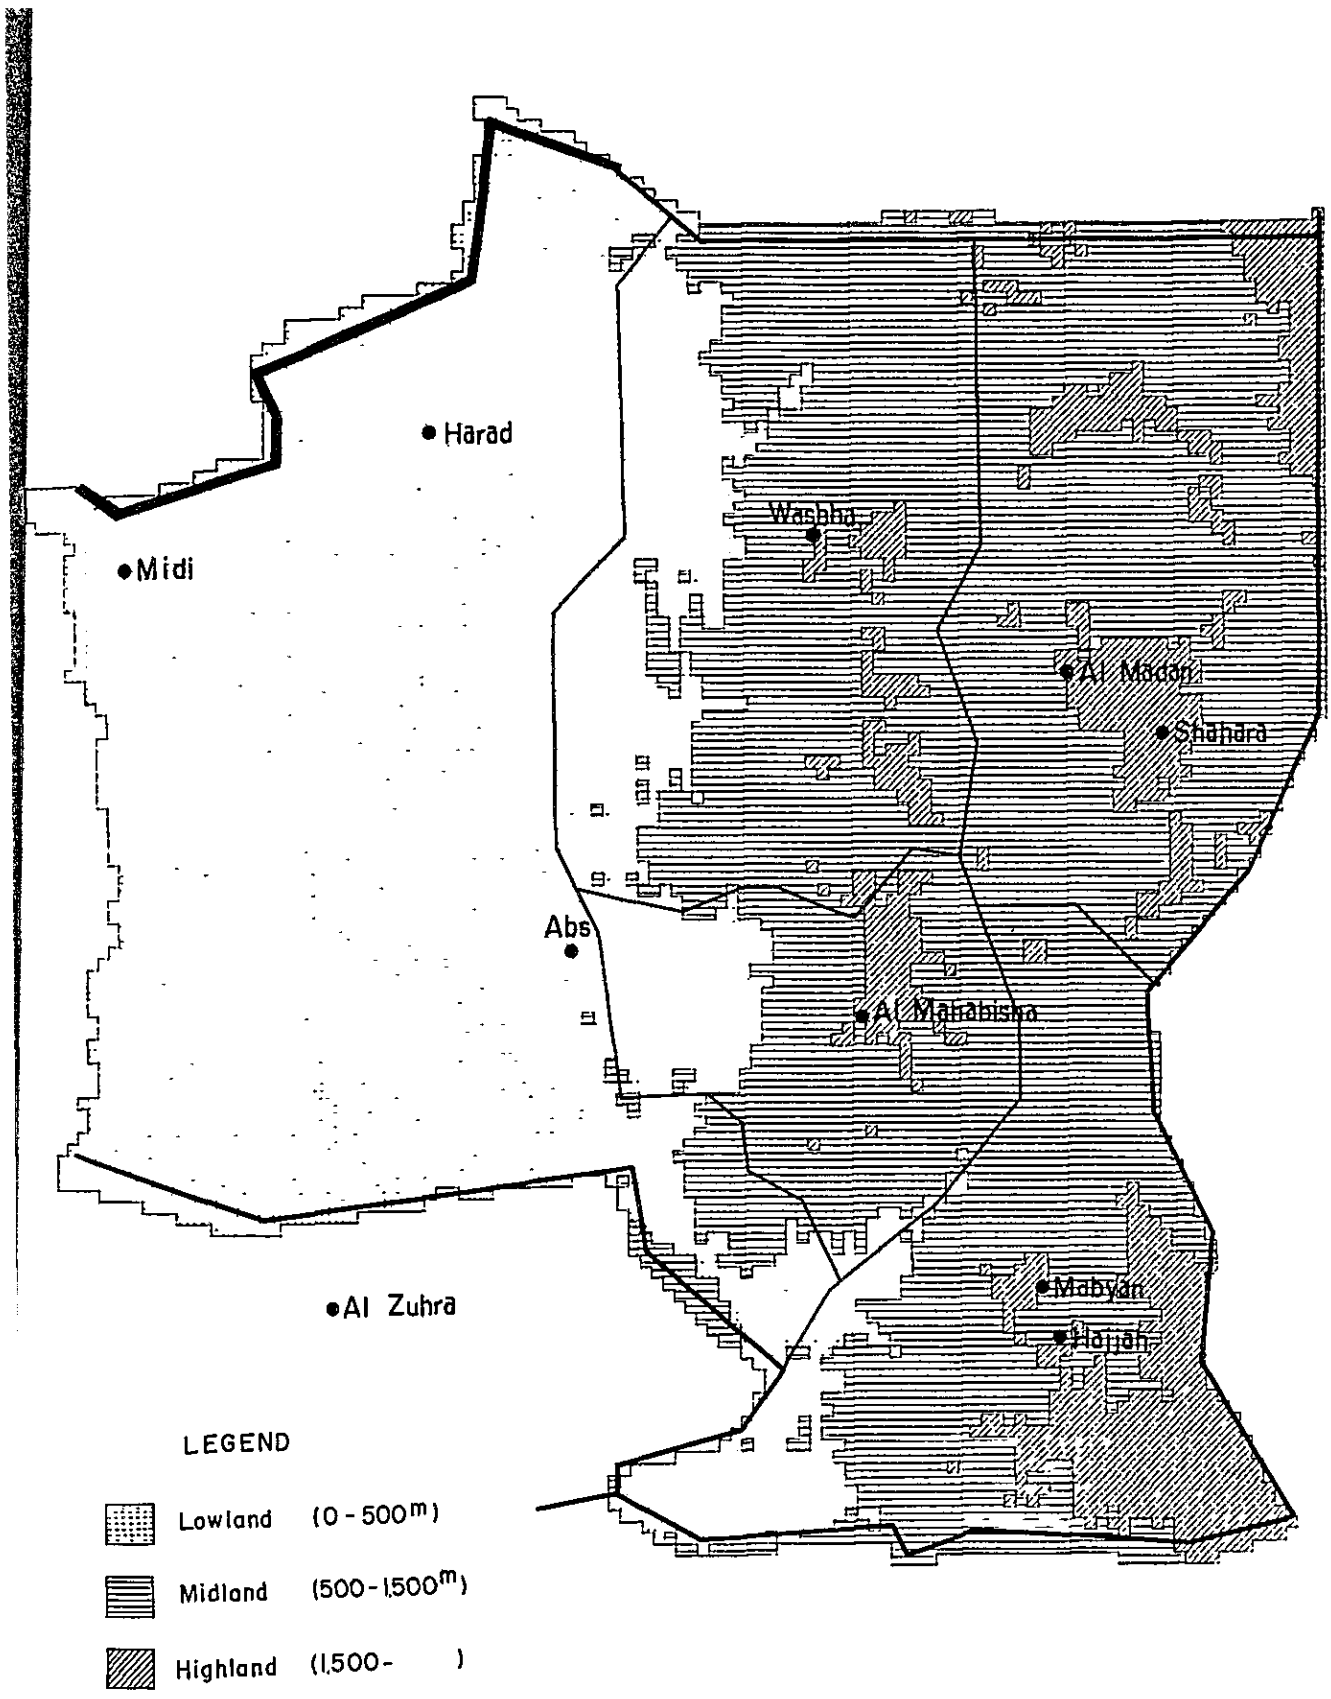 Harad
Washha
Midi
Al Madan
Shahara
Abs
Al Mahabisha
Mabyan
Al Zuhra
Hajjah
LEGEND
Lowland (0-500m)
Midland (500-1,500m)
Highland (1,500- )